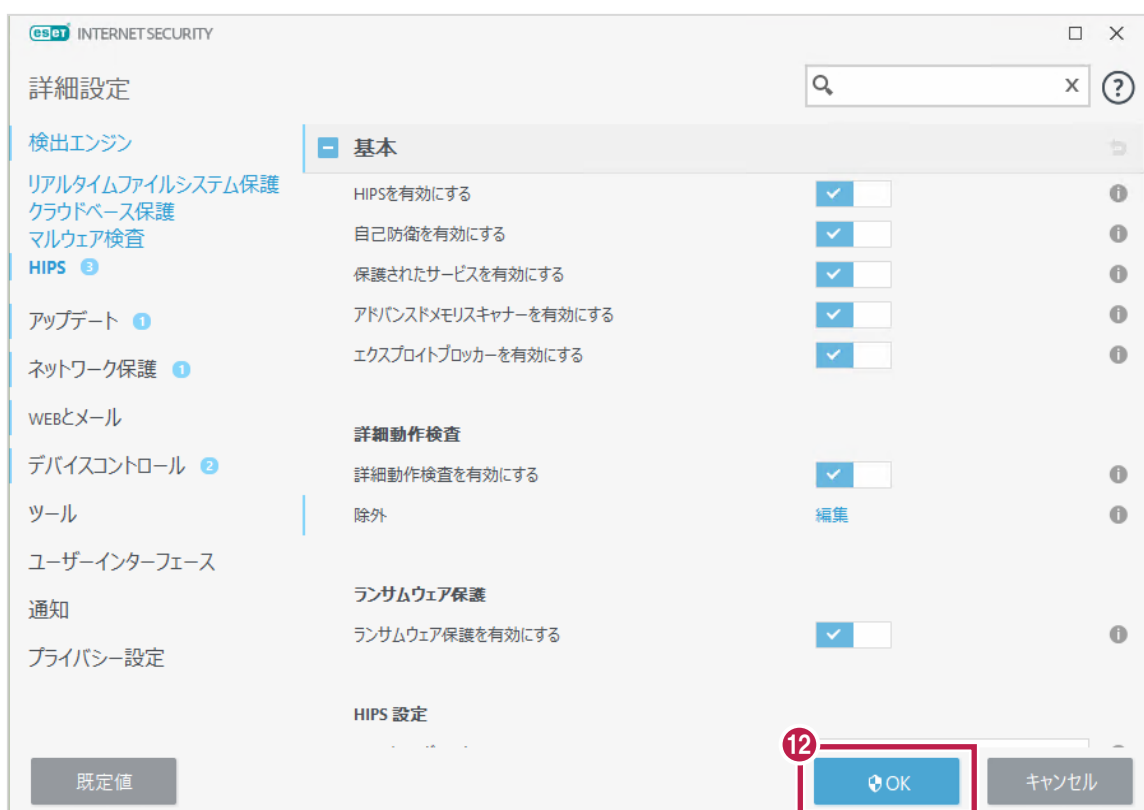 eset INTERNET SECURITY
詳細設定
x ?
検出エンジン
リアルタイムファイルシステム保護
クラウドベース保護
マルウェア検査
HIPS 3
アップデート 1
ネットワーク保護 1
WEBとメール
デバイスコントロール 2
ツール
ユーザーインターフェース
通知
プライバシー設定
基本
HIPSを有効にする
自己防衛を有効にする
保護されたサービスを有効にする
アドバンスドメモリスキャナーを有効にする
エクスプロイトブロッカーを有効にする
詳細動作検査
詳細動作検査を有効にする
除外 編集
ランサムウェア保護
ランサムウェア保護を有効にする
HIPS 設定
12
既定値 OK キャンセル